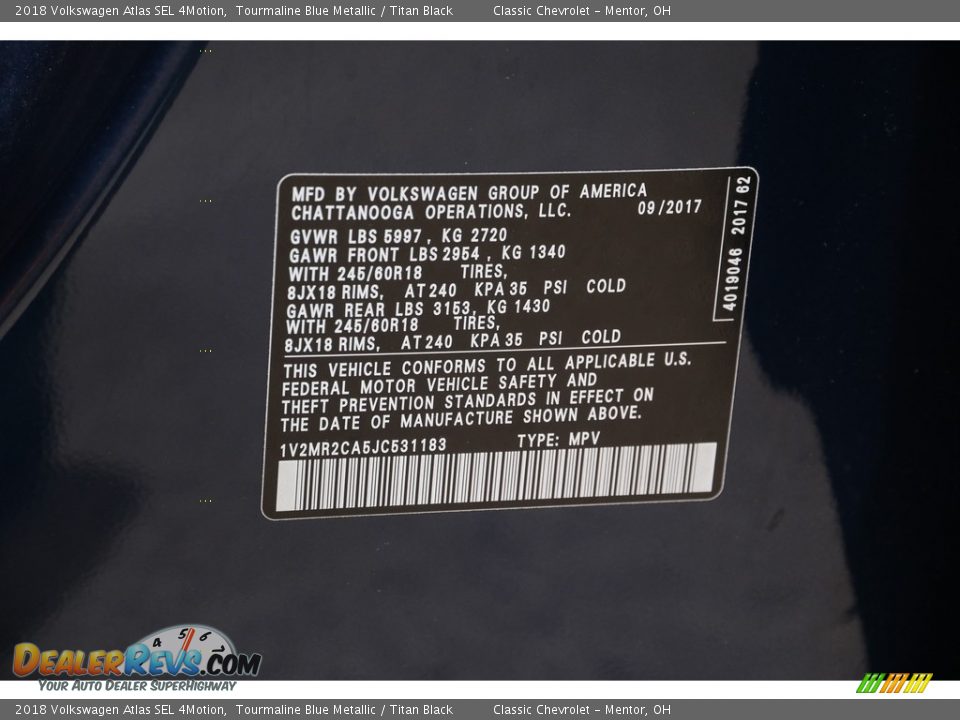 2018 Volkswagen Atlas SEL 4Motion, Tourmaline Blue Metallic / Titan Black Classic Chevrolet – Mentor, OH
MFD BY VOLKSWAGEN GROUP OF AMERICA
CHATTANOOGA OPERATIONS, LLC. 09/2017
GVWR LBS 5997 , KG 2720
GAWR FRONT LBS 2954 , KG 1340
WITH 245/60R18 TIRES,
8JX18 RIMS, AT 240 KPA 35 PSI COLD
GAWR REAR LBS 3153, KG 1430
WITH 245/60R18 TIRES,
8JX18 RIMS, AT 240 KPA 35 PSI COLD
4019046 2017 62
THIS VEHICLE CONFORMS TO ALL APPLICABLE U.S.
FEDERAL MOTOR VEHICLE SAFETY AND
THEFT PREVENTION STANDARDS IN EFFECT ON
THE DATE OF MANUFACTURE SHOWN ABOVE.
1V2MR2CA5JC531183 TYPE: MPV
4 5 6 7
DEALERREVS.COM
YOUR AUTO DEALER SUPERHIGHWAY
2018 Volkswagen Atlas SEL 4Motion, Tourmaline Blue Metallic / Titan Black Classic Chevrolet – Mentor, OH